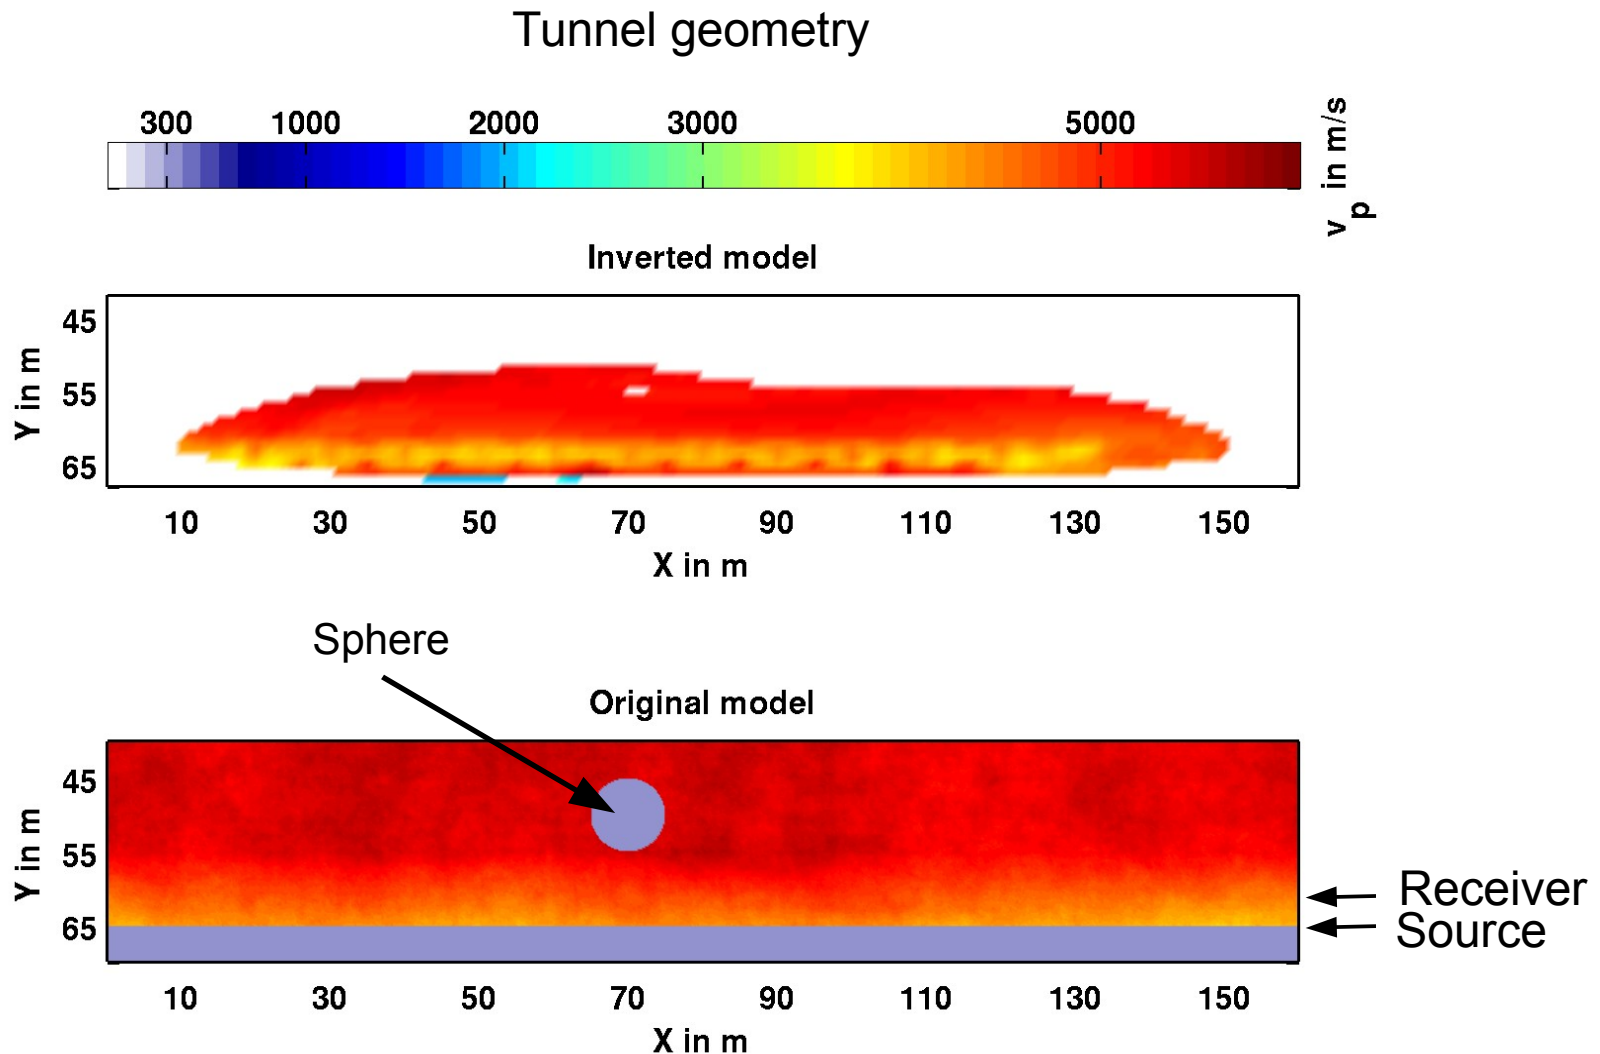 Tunnel geometry
300 1000 2000 3000 5000
v p in m/s
Inverted model
45
55
65
Y in m
10 30 50 70 90 110 130 150
X in m
Sphere
Original model
45
55
65
Y in m
Receiver
Source
10 30 50 70 90 110 130 150
X in m